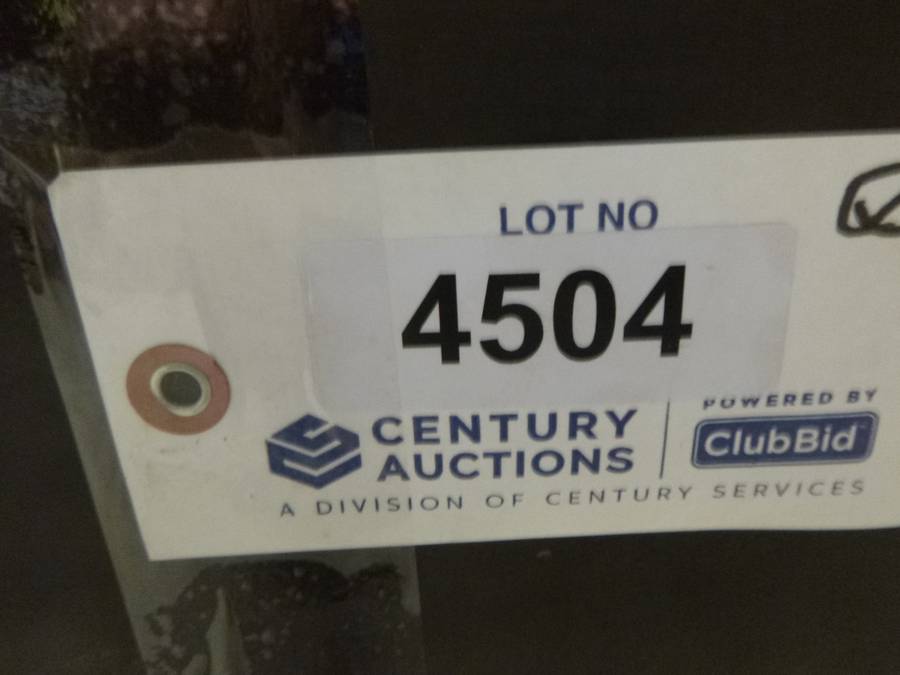 LOT NO
4504
CENTURY
AUCTIONS
POWERED BY
ClubBid
A DIVISION OF CENTURY SERVICES